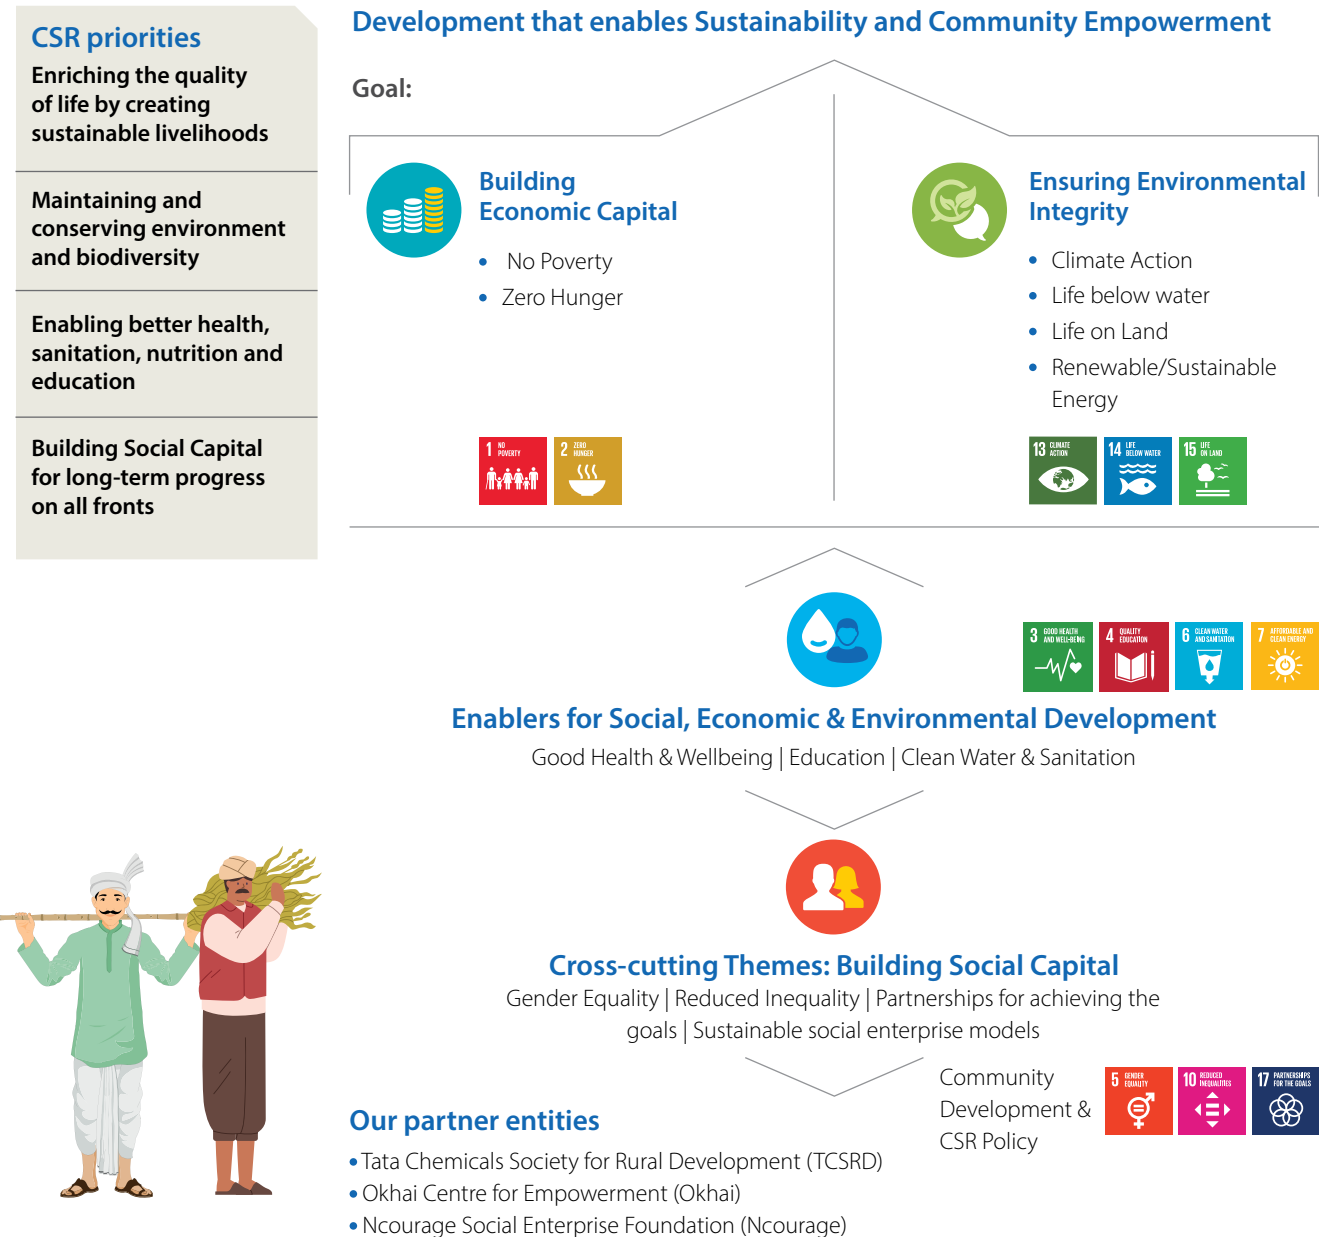 CSR priorities
Enriching the quality
of life by creating
sustainable livelihoods
Maintaining and
conserving environment
and biodiversity
Enabling better health,
sanitation, nutrition and
education
Building Social Capital
for long-term progress
on all fronts
Development that enables Sustainability and Community Empowerment
Goal:
Building
Economic Capital
• No Poverty
• Zero Hunger
1 NO
POVERTY
2 ZERO
HUNGER
Ensuring Environmental
Integrity
• Climate Action
• Life below water
• Life on Land
• Renewable/Sustainable
Energy
13 CLIMATE
ACTION
14 LIFE
BELOW WATER
15 LIFE
ON LAND
3 GOOD HEALTH
AND WELL-BEING
4 QUALITY
EDUCATION
6 CLEAN WATER
AND SANITATION
7 AFFORDABLE AND
CLEAN ENERGY
Enablers for Social, Economic & Environmental Development
Good Health & Wellbeing | Education | Clean Water & Sanitation
Cross-cutting Themes: Building Social Capital
Gender Equality | Reduced Inequality | Partnerships for achieving the
goals | Sustainable social enterprise models
Community
Development &
CSR Policy
5 GENDER
EQUALITY
10 REDUCED
INEQUALITIES
17 PARTNERSHIPS
FOR THE GOALS
Our partner entities
• Tata Chemicals Society for Rural Development (TCSRD)
• Okhai Centre for Empowerment (Okhai)
• Ncourage Social Enterprise Foundation (Ncourage)